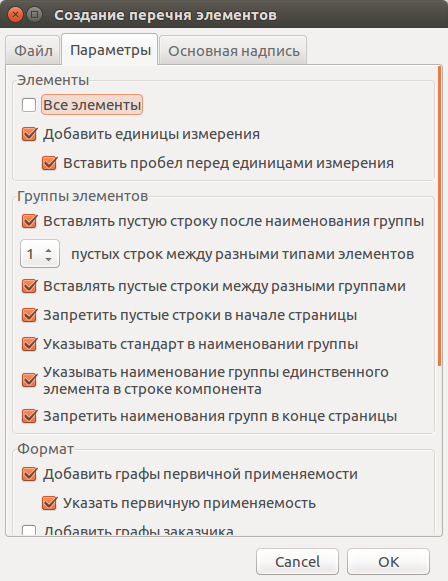 Создание перечня элементов
Файл
Параметры
Основная надпись
Элементы
Все элементы
Добавить единицы измерения
Вставить пробел перед единицами измерения
Группы элементов
Вставлять пустую строку после наименования группы
1 пустых строк между разными типами элементов
Вставлять пустые строки между разными группами
Запретить пустые строки в начале страницы
Указывать стандарт в наименовании группы
Указывать наименование группы единственного
элемента в строке компонента
Запретить наименования групп в конце страницы
Формат
Добавить графы первичной применяемости
Указать первичную применяемость
Добавить графы заказчика
Cancel
OK